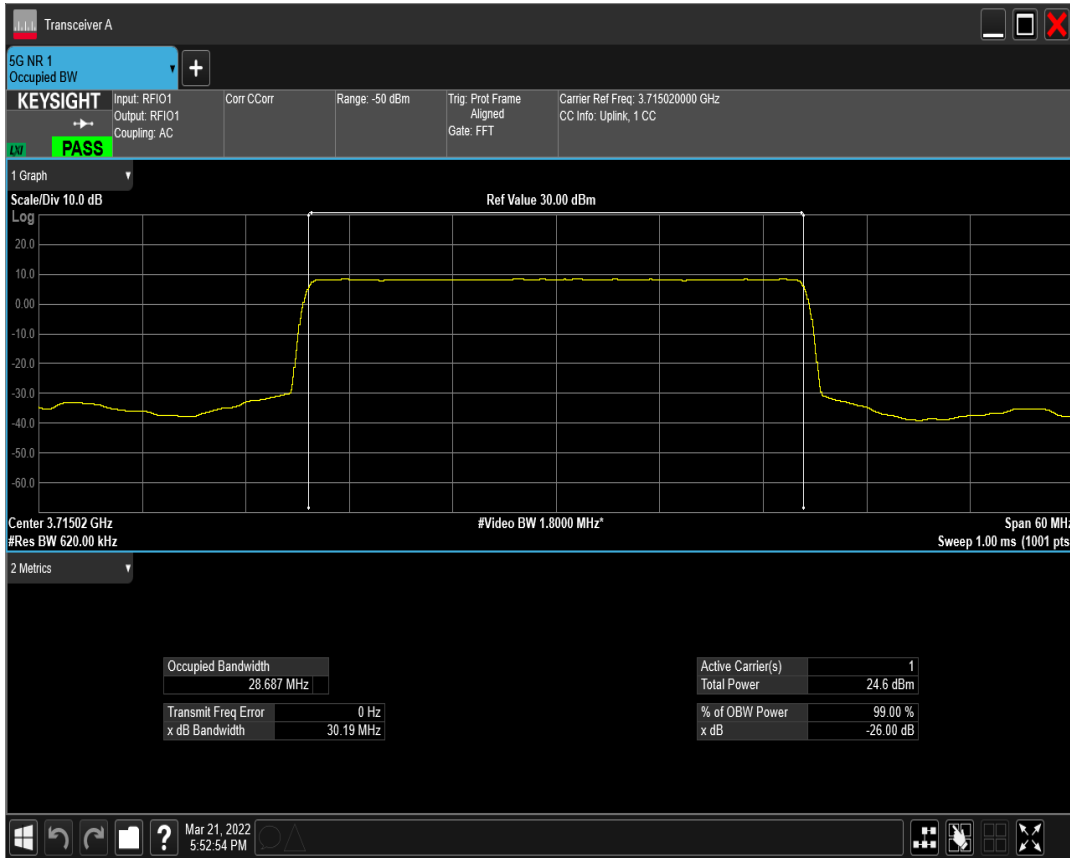 Transceiver A
5G NR 1
Occupied BW
KEYSIGHT
LXI
PASS
Input: RFIO1
Output: RFIO1
Coupling: AC
Corr CCorr
Range: -50 dBm
Trig: Prot Frame
Aligned
Gate: FFT
Carrier Ref Freq: 3.715020000 GHz
CC Info: Uplink, 1 CC
1 Graph
Scale/Div 10.0 dB
Ref Value 30.00 dBm
Log
20.0
10.0
0.00
-10.0
-20.0
-30.0
-40.0
-50.0
-60.0
Center 3.71502 GHz
#Video BW 1.8000 MHz*
Span 60 MHz
#Res BW 620.00 kHz
Sweep 1.00 ms (1001 pts
2 Metrics
Occupied Bandwidth
28.687 MHz
Transmit Freq Error 0 Hz
x dB Bandwidth 30.19 MHz
Active Carrier(s) 1
Total Power 24.6 dBm
% of OBW Power 99.00 %
x dB -26.00 dB
?
Mar 21, 2022
5:52:54 PM